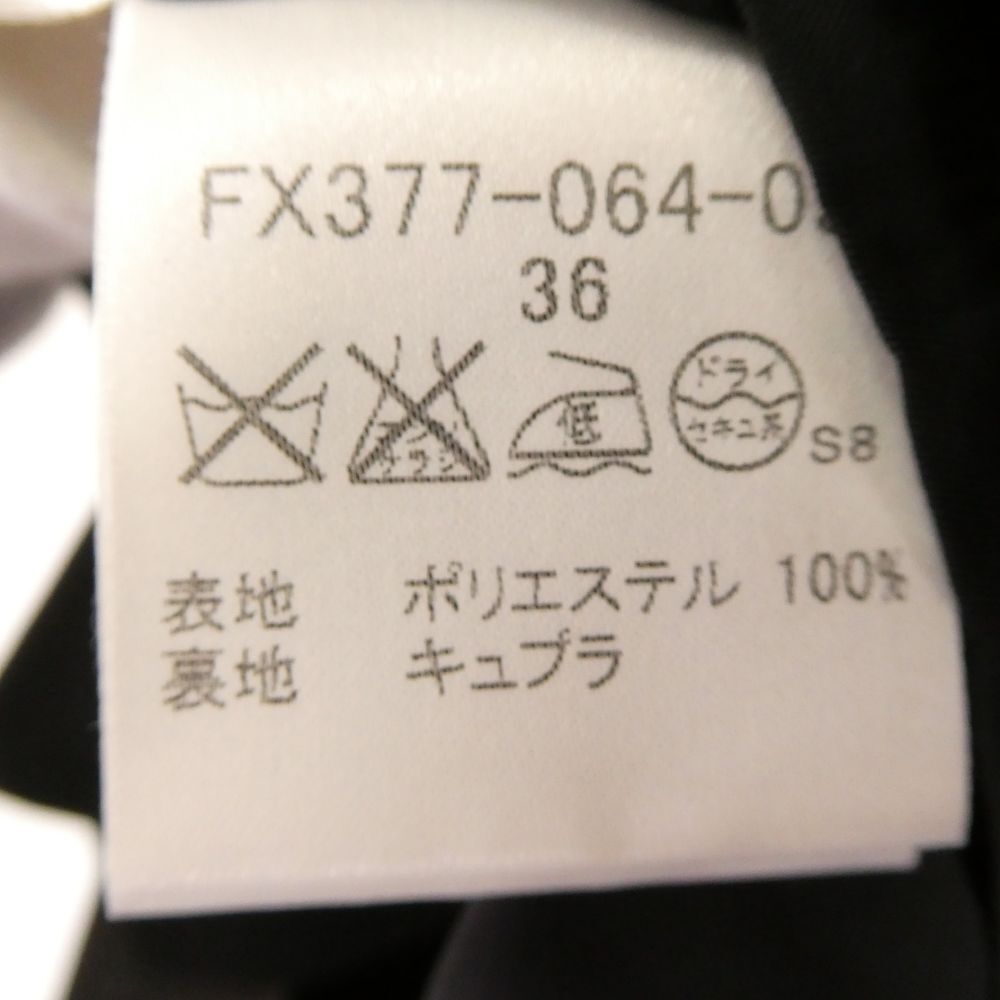 FX377-064-0
36
低
ドライ
セキユ系
S8
表地 ポリエステル 100%
裏地 キュプラ